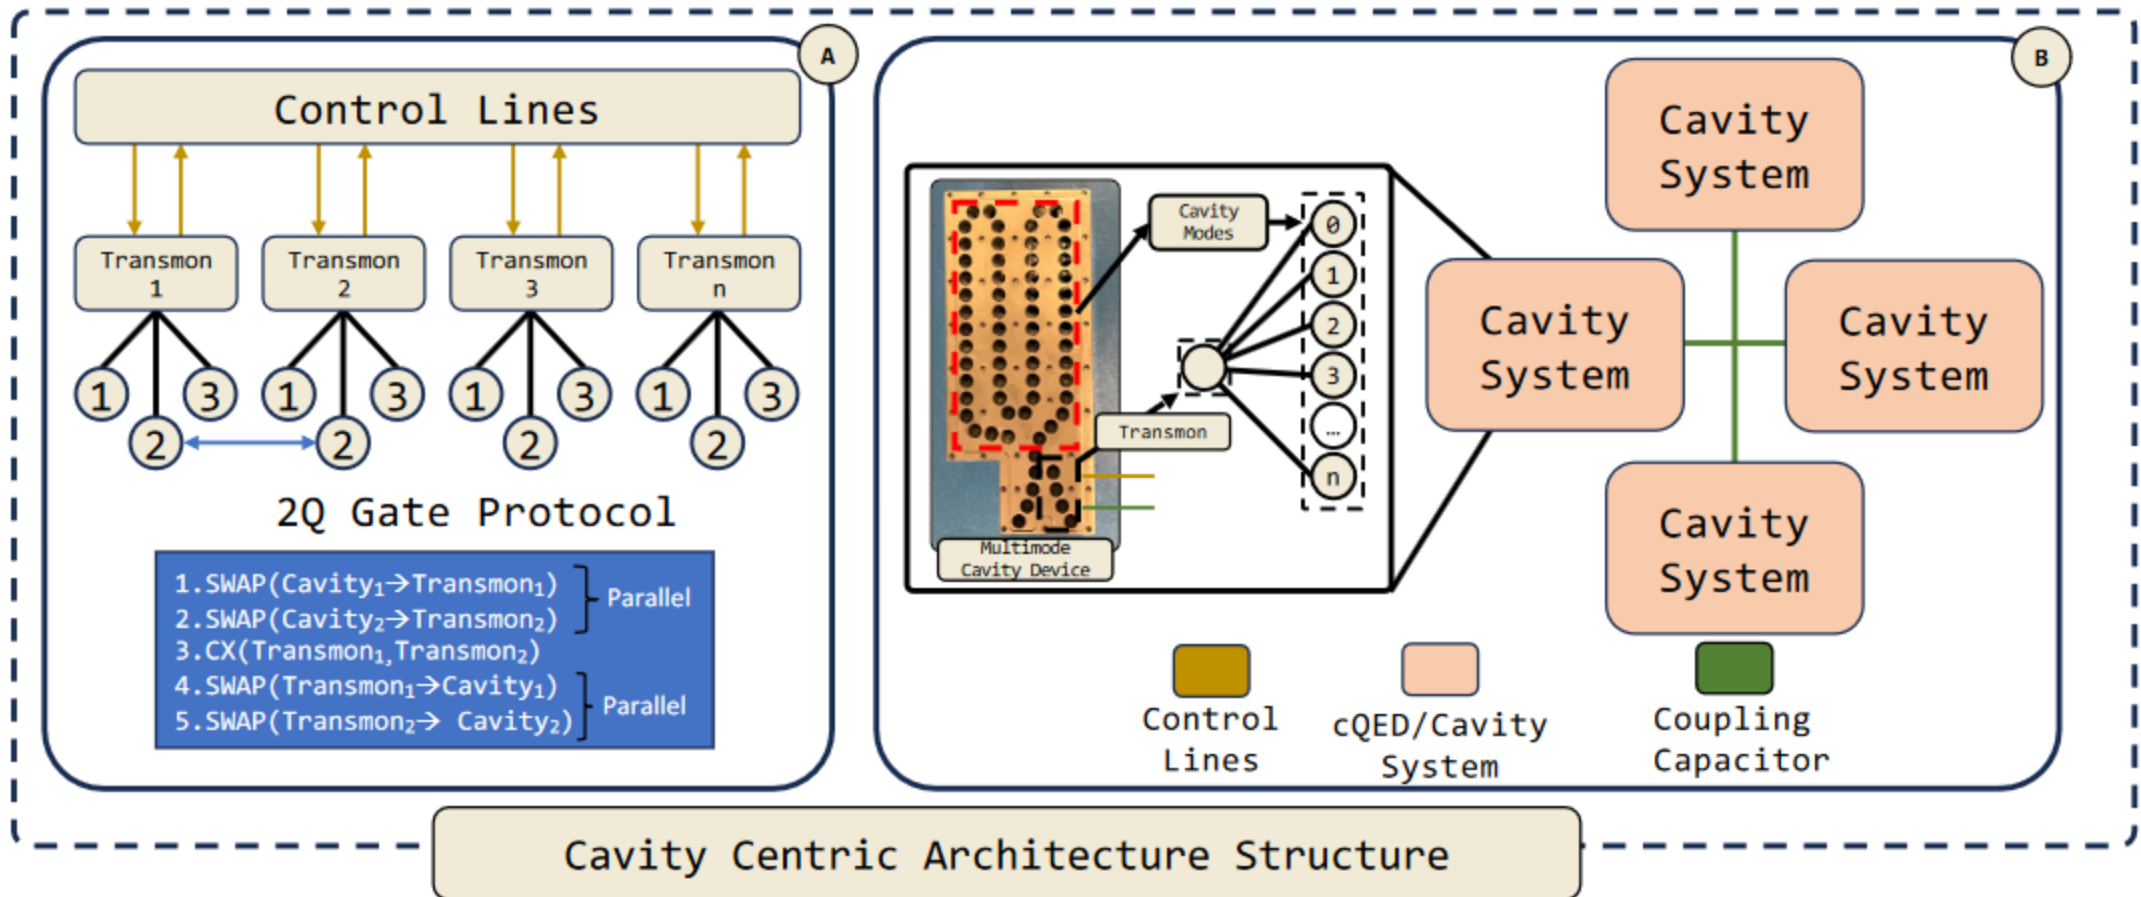 A
Control Lines
Transmon
1
Transmon
2
Transmon
3
Transmon
n
1
2
3
1
2
3
1
2
3
1
2
3
2Q Gate Protocol
1.SWAP(Cavity₁→Transmon₁)
2.SWAP(Cavity₂→Transmon₂)
Parallel
3.CX(Transmon₁,Transmon₂)
4.SWAP(Transmon₁→Cavity₁)
5.SWAP(Transmon₂→ Cavity₂)
Parallel
B
Cavity
Modes
Transmon
Multimode
Cavity Device
0
1
2
3
…
n
Cavity
System
Cavity
System
Cavity
System
Cavity
System
Control
Lines
cQED/Cavity
System
Coupling
Capacitor
Cavity Centric Architecture Structure